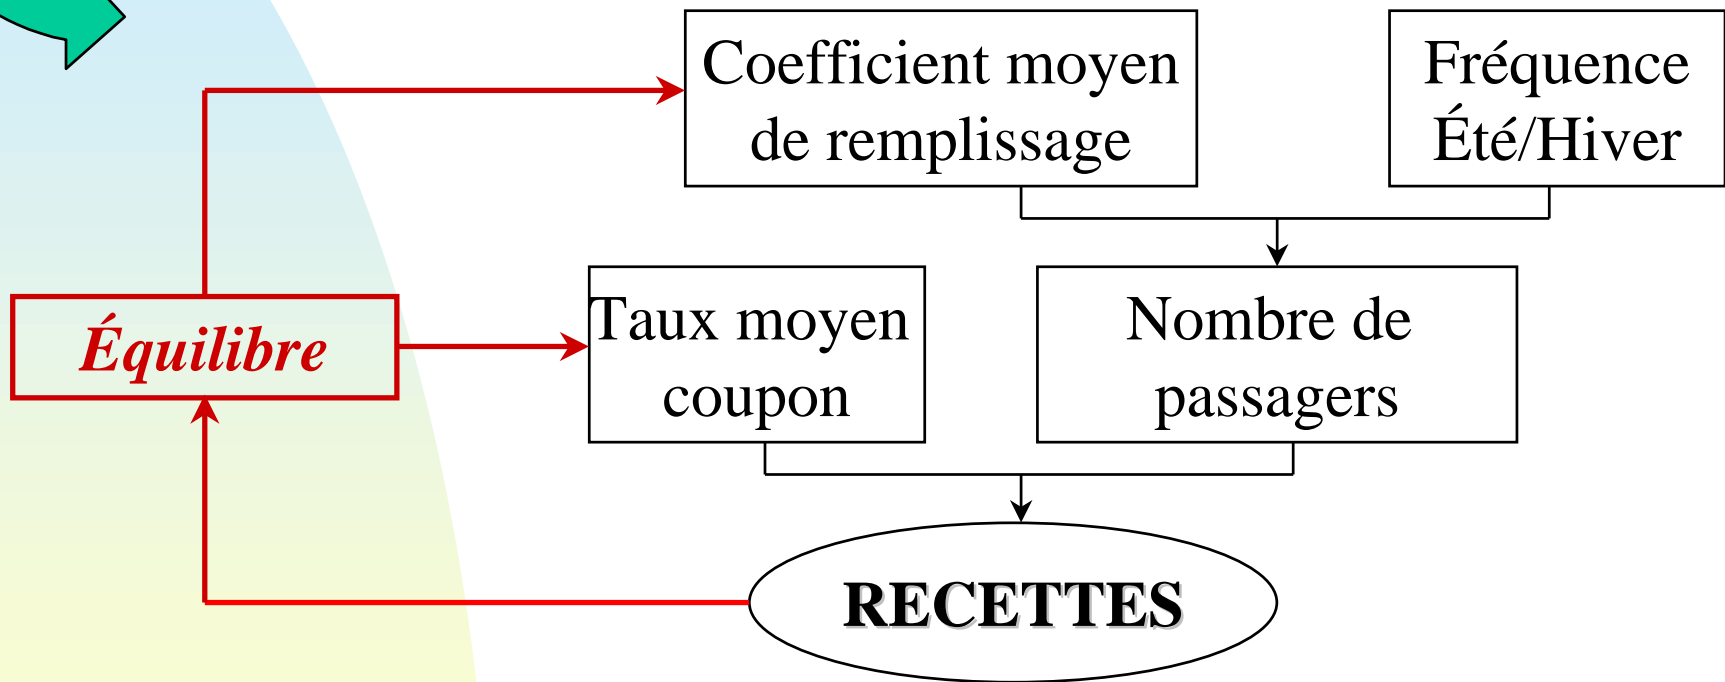 Coefficient moyen
de remplissage
Fréquence
Été/Hiver
Équilibre
Taux moyen
coupon
Nombre de
passagers
RECETTES